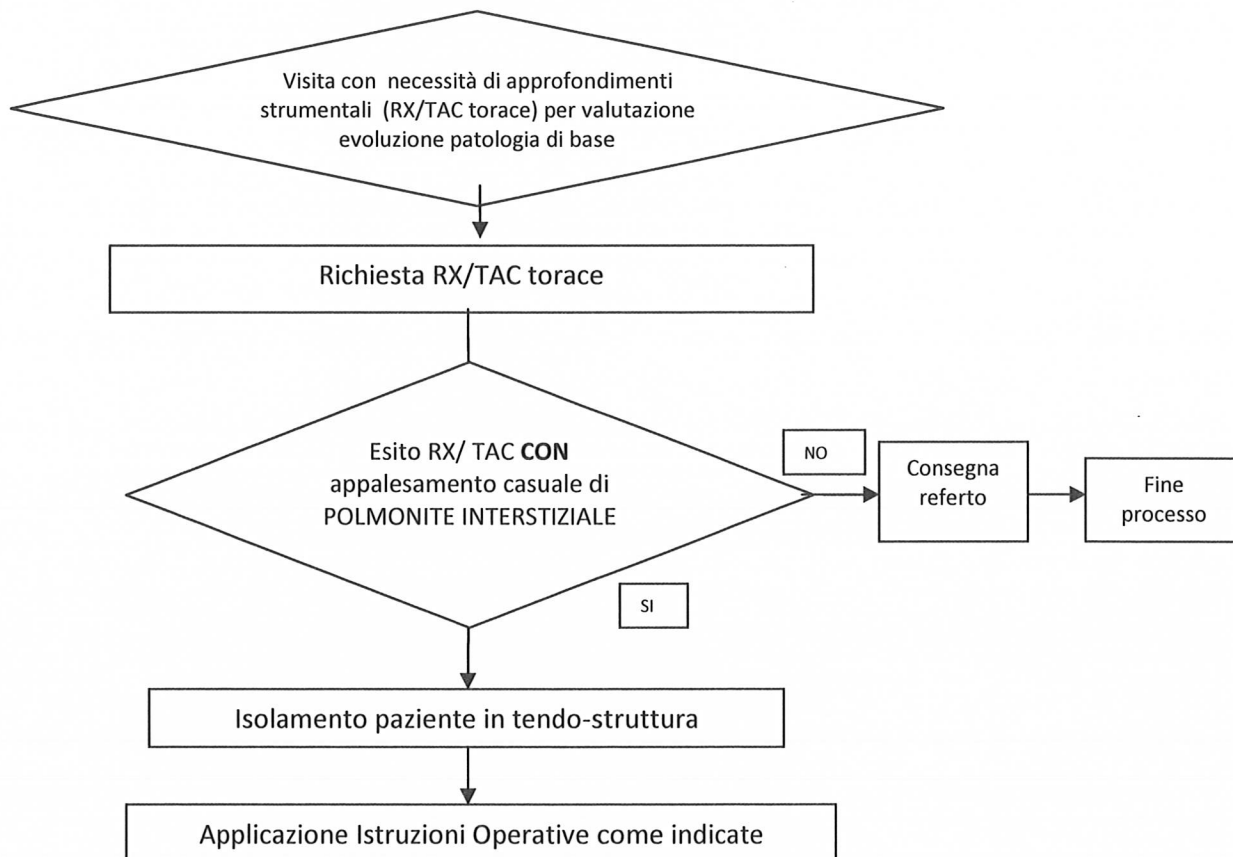 Visita con necessità di approfondimenti
strumentali (RX/TAC torace) per valutazione
evoluzione patologia di base
Richiesta RX/TAC torace
Esito RX/ TAC CON
appalesamento casuale di
POLMONITE INTERSTIZIALE
NO
Consegna
referto
Fine
processo
SI
Isolamento paziente in tendo-struttura
Applicazione Istruzioni Operative come indicate